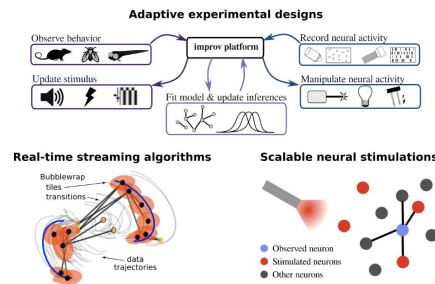 Adaptive experimental designs
Observe behavior
improv platform
Record neural activity
Update stimulus
Manipulate neural activity
Fit model & update inferences
Real-time streaming algorithms
Scalable neural stimulations
Bubblewrap
tiles
transitions
data
trajectories
Observed neuron
Stimulated neurons
Other neurons